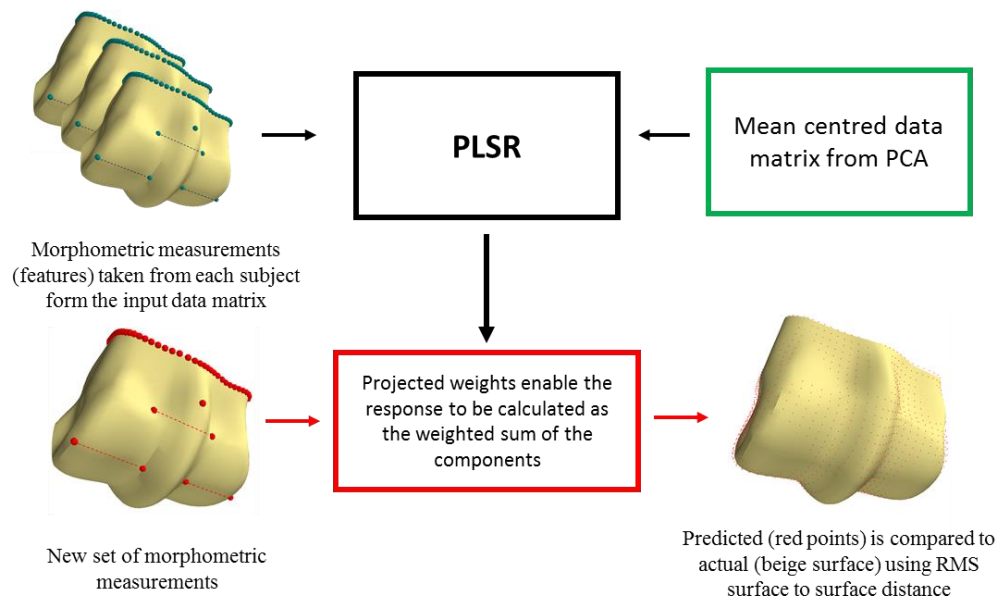 PLSR
Mean centred data
matrix from PCA
Morphometric measurements
(features) taken from each subject
form the input data matrix
Projected weights enable the
response to be calculated as
the weighted sum of the
components
New set of morphometric
measurements
Predicted (red points) is compared to
actual (beige surface) using RMS
surface to surface distance